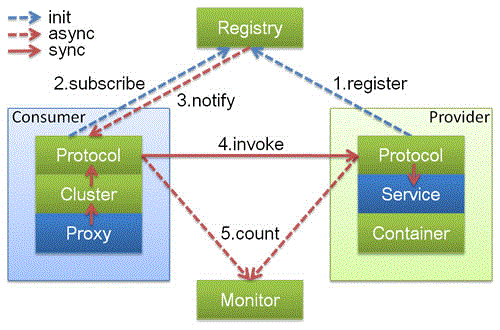 init
async
sync
Registry
2.subscribe
3.notify
1.register
Consumer
Provider
Protocol
Cluster
Proxy
4.invoke
Protocol
Service
Container
5.count
Monitor